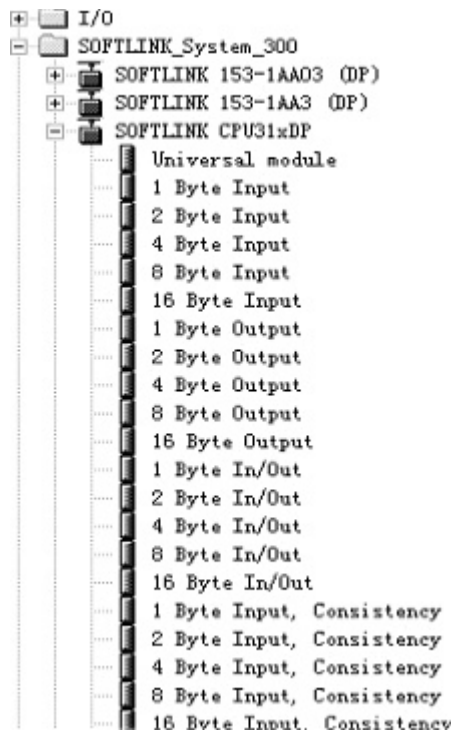 I/O
SOFTLINK_System_300
SOFTLINK 153-1AA03 (DP)
SOFTLINK 153-1AA3 (DP)
SOFTLINK CPU31xDP
Universal module
1 Byte Input
2 Byte Input
4 Byte Input
8 Byte Input
16 Byte Input
1 Byte Output
2 Byte Output
4 Byte Output
8 Byte Output
16 Byte Output
1 Byte In/Out
2 Byte In/Out
4 Byte In/Out
8 Byte In/Out
16 Byte In/Out
1 Byte Input, Consistency
2 Byte Input, Consistency
4 Byte Input, Consistency
8 Byte Input, Consistency
16 Byte Input, Consistency